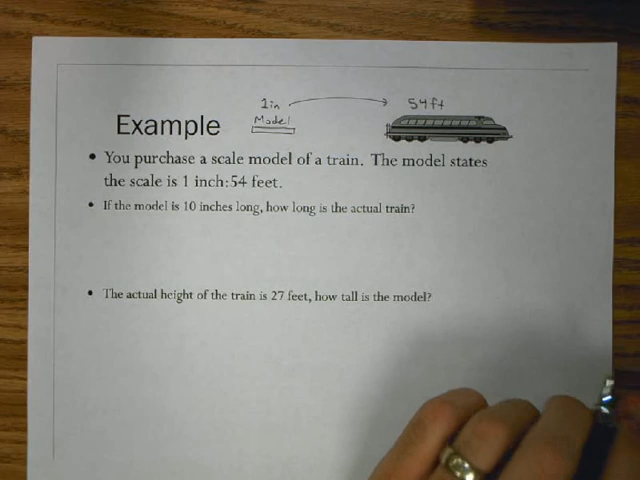 1in 54ft
Model
Example
• You purchase a scale model of a train. The model states
the scale is 1 inch:54 feet.
• If the model is 10 inches long, how long is the actual train?
• The actual height of the train is 27 feet, how tall is the model?